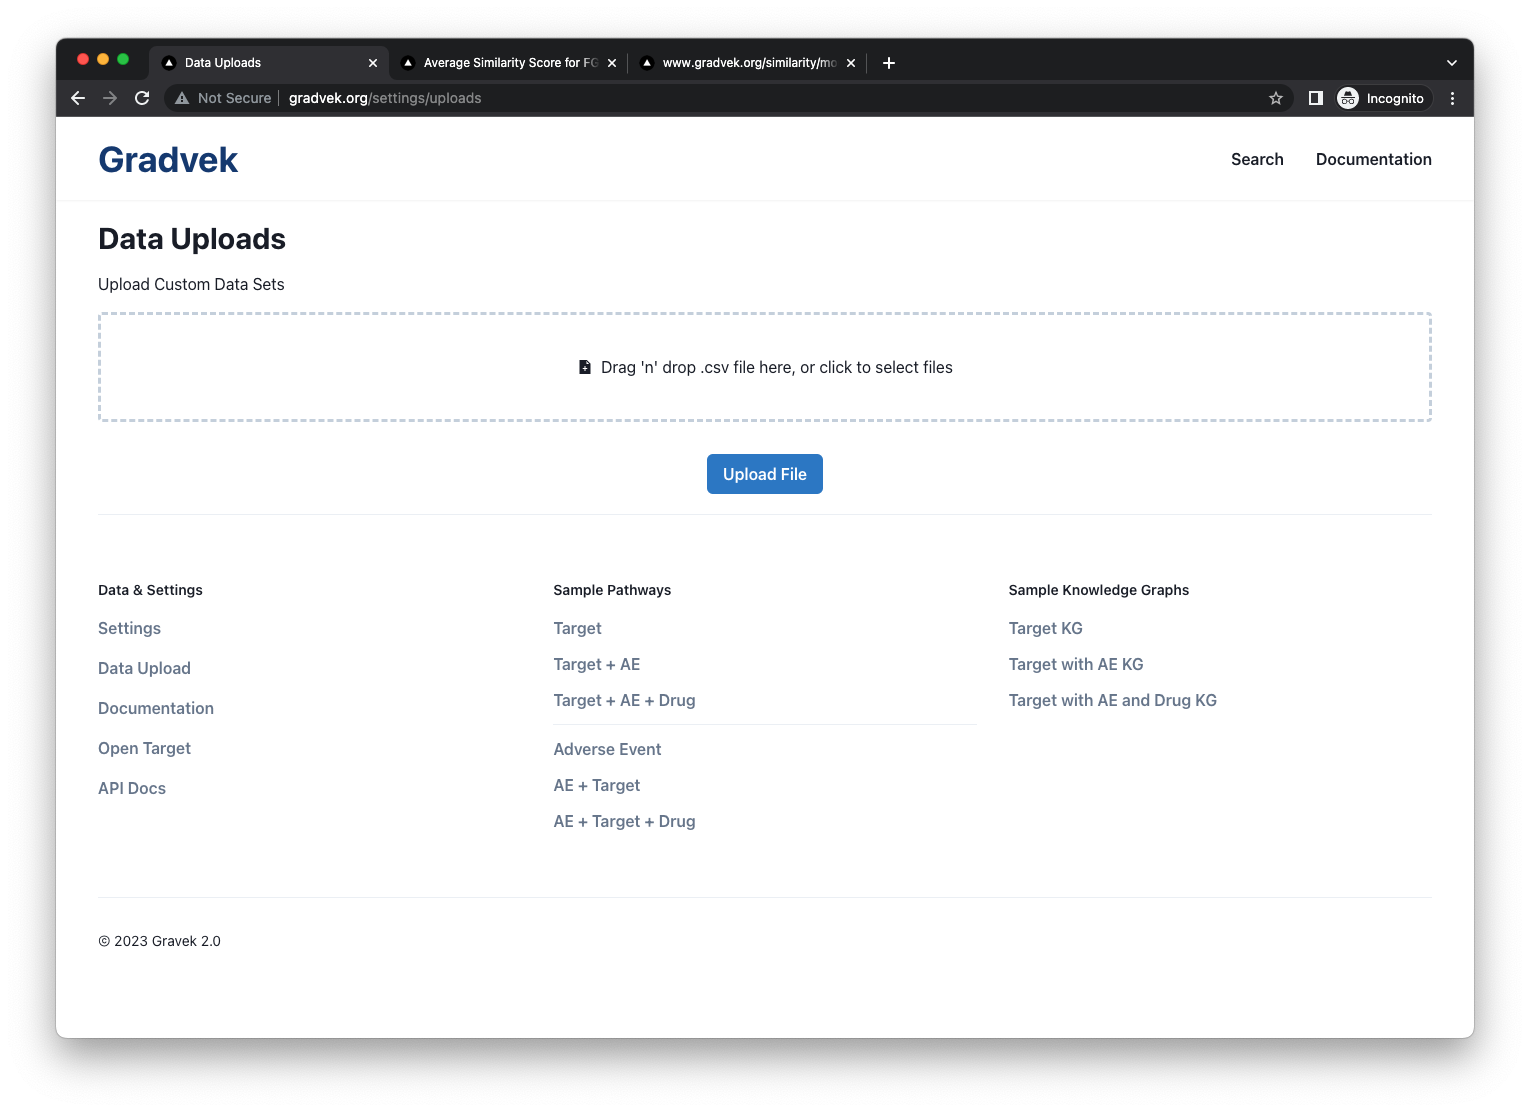 Data Uploads
Average Similarity Score for FG
www.gradvek.org/similarity/mo
Not Secure
gradvek.org/settings/uploads
Incognito
Gradvek
Search
Documentation
Data Uploads
Upload Custom Data Sets
Drag 'n' drop .csv file here, or click to select files
Upload File
Data & Settings
Settings
Data Upload
Documentation
Open Target
API Docs
Sample Pathways
Target
Target + AE
Target + AE + Drug
Adverse Event
AE + Target
AE + Target + Drug
Sample Knowledge Graphs
Target KG
Target with AE KG
Target with AE and Drug KG
© 2023 Gravek 2.0